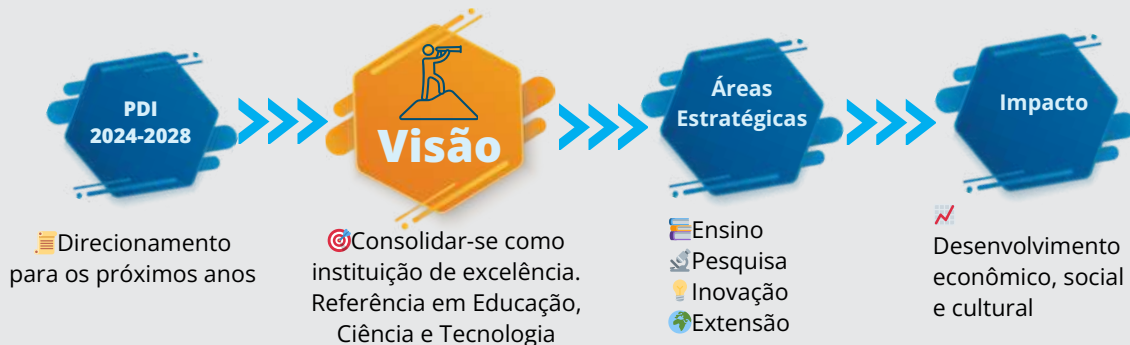 PDI
2024-2028
📜Direcionamento
para os próximos anos
Visão
🎯Consolidar-se como
instituição de excelência.
Referência em Educação,
Ciência e Tecnologia
Áreas
Estratégicas
📚Ensino
🔬Pesquisa
💡Inovação
🌍Extensão
Impacto
📈
Desenvolvimento
econômico, social
e cultural